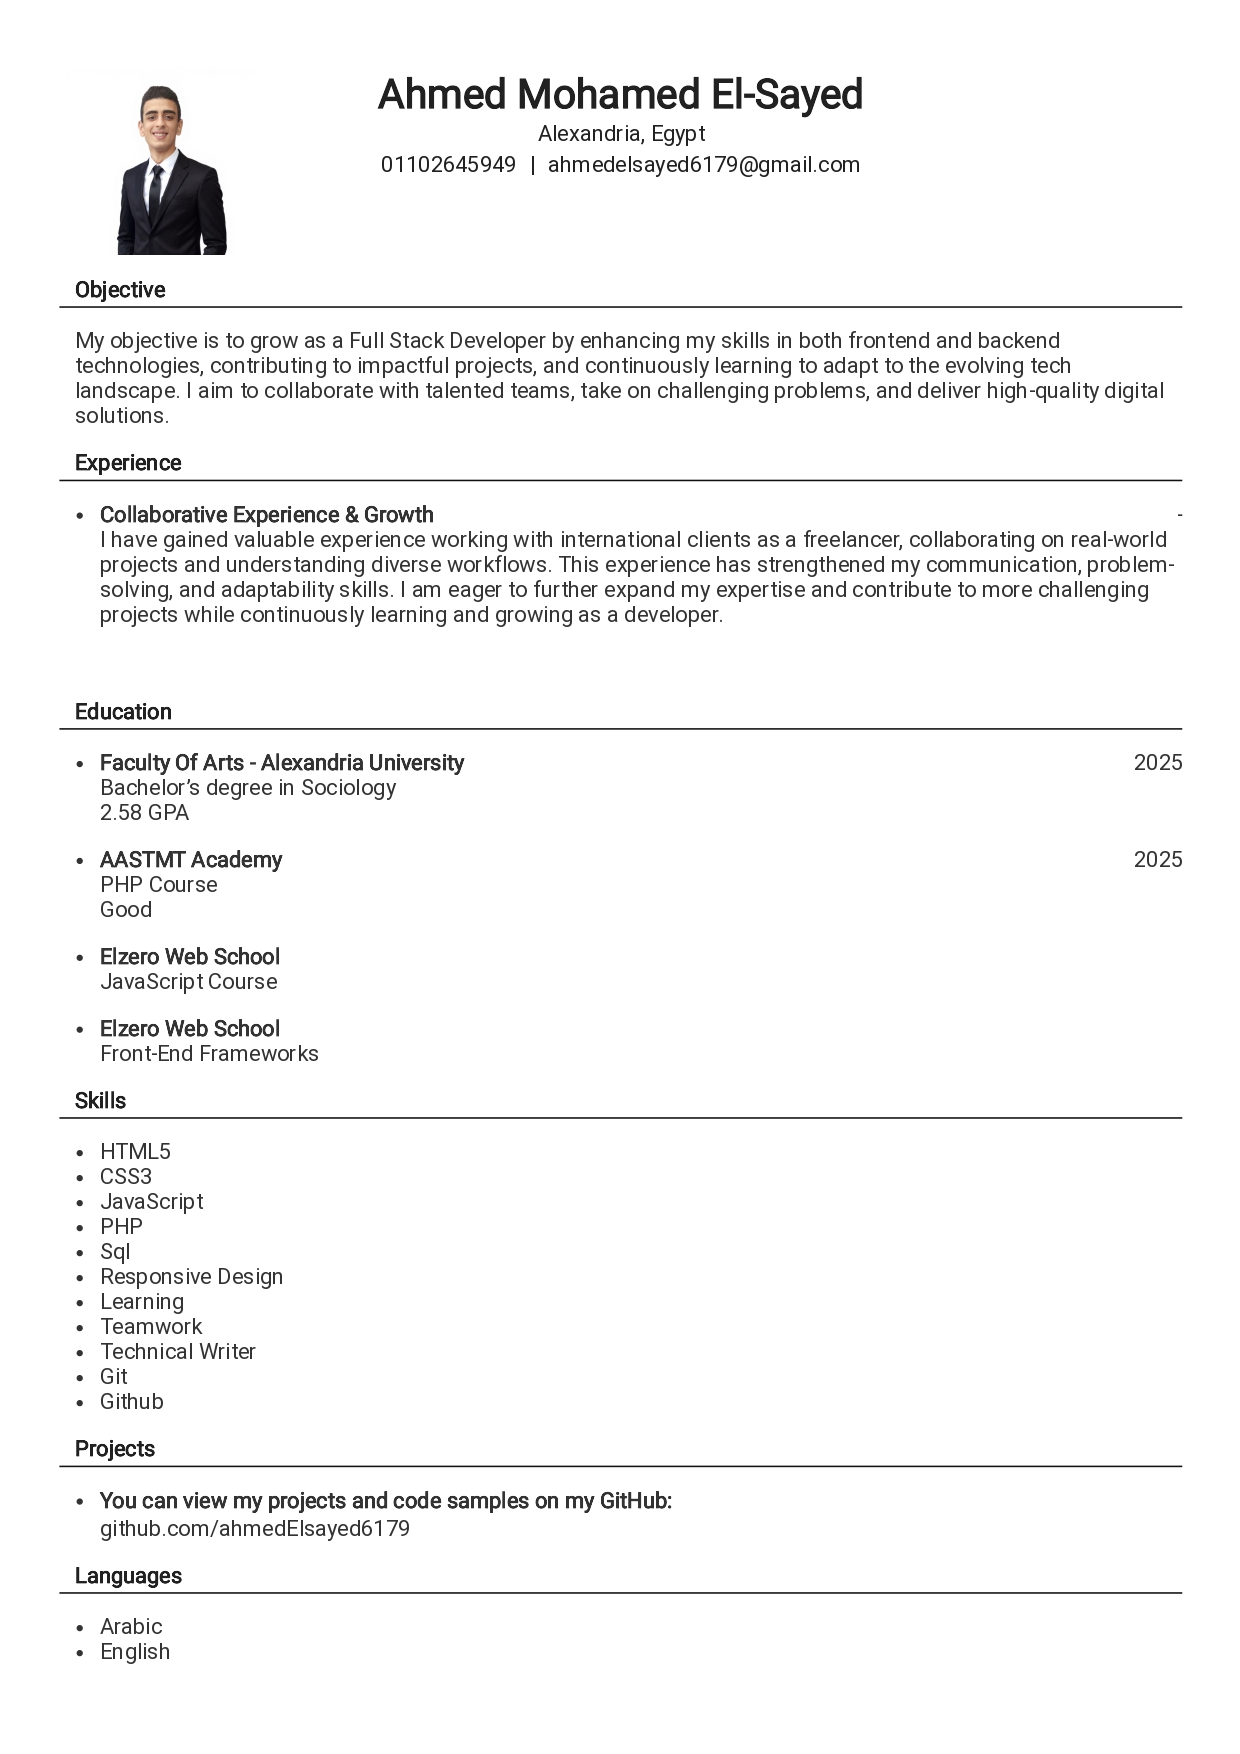 Ahmed Mohamed El-Sayed
Alexandria, Egypt
01102645949 | ahmedelsayed6179@gmail.com
Objective
My objective is to grow as a Full Stack Developer by enhancing my skills in both frontend and backend
technologies, contributing to impactful projects, and continuously learning to adapt to the evolving tech
landscape. I aim to collaborate with talented teams, take on challenging problems, and deliver high-quality digital
solutions.
Experience
• Collaborative Experience & Growth -
I have gained valuable experience working with international clients as a freelancer, collaborating on real-world
projects and understanding diverse workflows. This experience has strengthened my communication, problem-
solving, and adaptability skills. I am eager to further expand my expertise and contribute to more challenging
projects while continuously learning and growing as a developer.
Education
• Faculty Of Arts - Alexandria University 2025
Bachelor’s degree in Sociology
2.58 GPA
• AASTMT Academy 2025
PHP Course
Good
• Elzero Web School
JavaScript Course
• Elzero Web School
Front-End Frameworks
Skills
• HTML5
• CSS3
• JavaScript
• PHP
• Sql
• Responsive Design
• Learning
• Teamwork
• Technical Writer
• Git
• Github
Projects
• You can view my projects and code samples on my GitHub:
github.com/ahmedElsayed6179
Languages
• Arabic
• English